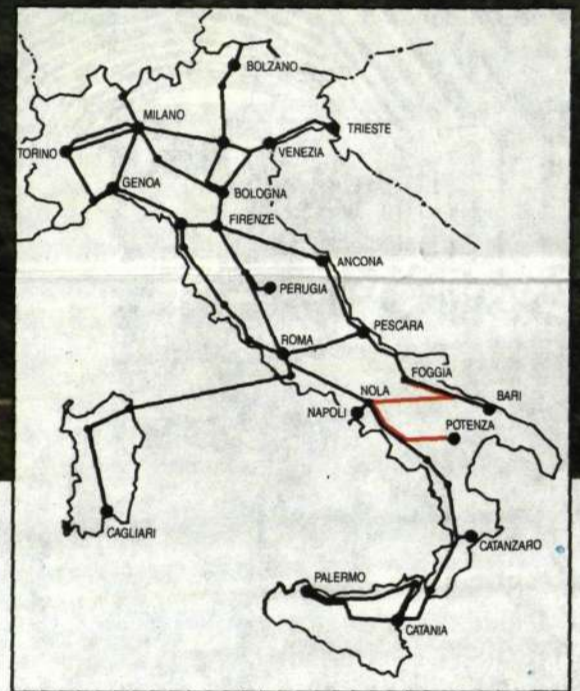 BOLZANO
MILANO
TRIESTE
TORINO
VENEZIA
GENOA
BOLOGNA
FIRENZE
ANCONA
PERUGIA
PESCARA
ROMA
FOGGIA
NOLA
BARI
NAPOLI
POTENZA
CAGLIARI
CATANZARO
PALERMO
CATANIA